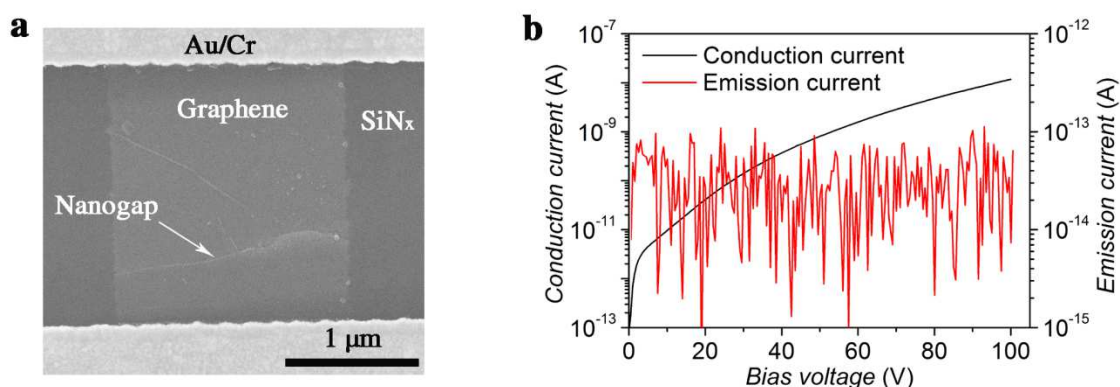 a
Au/Cr
Graphene
SiNₓ
Nanogap
1 μm
b
Conduction current (A)
10⁻⁷
10⁻⁹
10⁻¹¹
10⁻¹³
Conduction current
Emission current
10⁻¹²
10⁻¹³
10⁻¹⁴
10⁻¹⁵
Emission current (A)
0 20 40 60 80 100
Bias voltage (V)